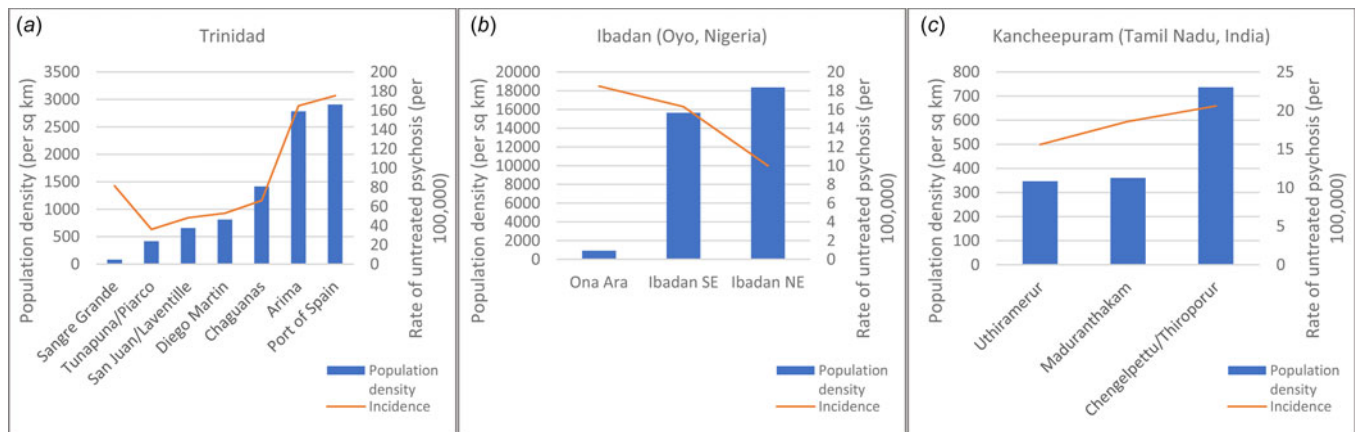 (a)
Trinidad
Population density (per sq km)
3500
3000
2500
2000
1500
1000
500
0
200
180
160
140
120
100
80
60
40
20
0
Rate of untreated psychosis (per
100,000)
Sangre Grande
Tunapuna/Piarco
San Juan/Laventille
Diego Martin
Chaguanas
Arima
Port of Spain
Population
density
Incidence
(b)
Ibadan (Oyo, Nigeria)
Population density (per sq km)
20000
18000
16000
14000
12000
10000
8000
6000
4000
2000
0
20
18
16
14
12
10
8
6
4
2
0
Rate of untreated psychosis (per
100,000)
Ona Ara
Ibadan SE
Ibadan NE
Population
density
Incidence
(c)
Kancheepuram (Tamil Nadu, India)
Population density (per sq km)
800
700
600
500
400
300
200
100
0
25
20
15
10
5
0
Rate of untreated psychosis (per
100,000)
Uthiramerur
Maduranthakam
Chengelpettu/Thiroporur
Population
density
Incidence